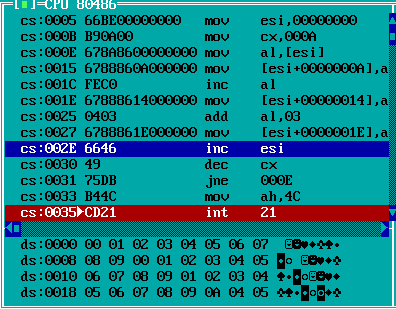 [■]=CPU 80486
cs:0005 66BE00000000 mov esi,00000000
cs:000B B90A00 mov cx,000A
cs:000E 678A8600000000 mov al,[esi]
cs:0015 6788860A000000 mov [esi+0000000A],a
cs:001C FEC0 inc al
cs:001E 67888614000000 mov [esi+00000014],a
cs:0025 0403 add al,03
cs:0027 6788861E000000 mov [esi+0000001E],a
cs:002E 6646 inc esi
cs:0030 49 dec cx
cs:0031 75DB jne 000E
cs:0033 B44C mov ah,4C
cs:0035►CD21 int 21
ds:0000 00 01 02 03 04 05 06 07 ☺☻♥♦♣♠•
ds:0008 08 09 00 01 02 03 04 05 ◘○ ☺☻♥♦♣
ds:0010 06 07 08 09 01 02 03 04 ♠•◘○☺☻♥♦
ds:0018 05 06 07 08 09 0A 04 05 ♣♠•◘○◙♦♣